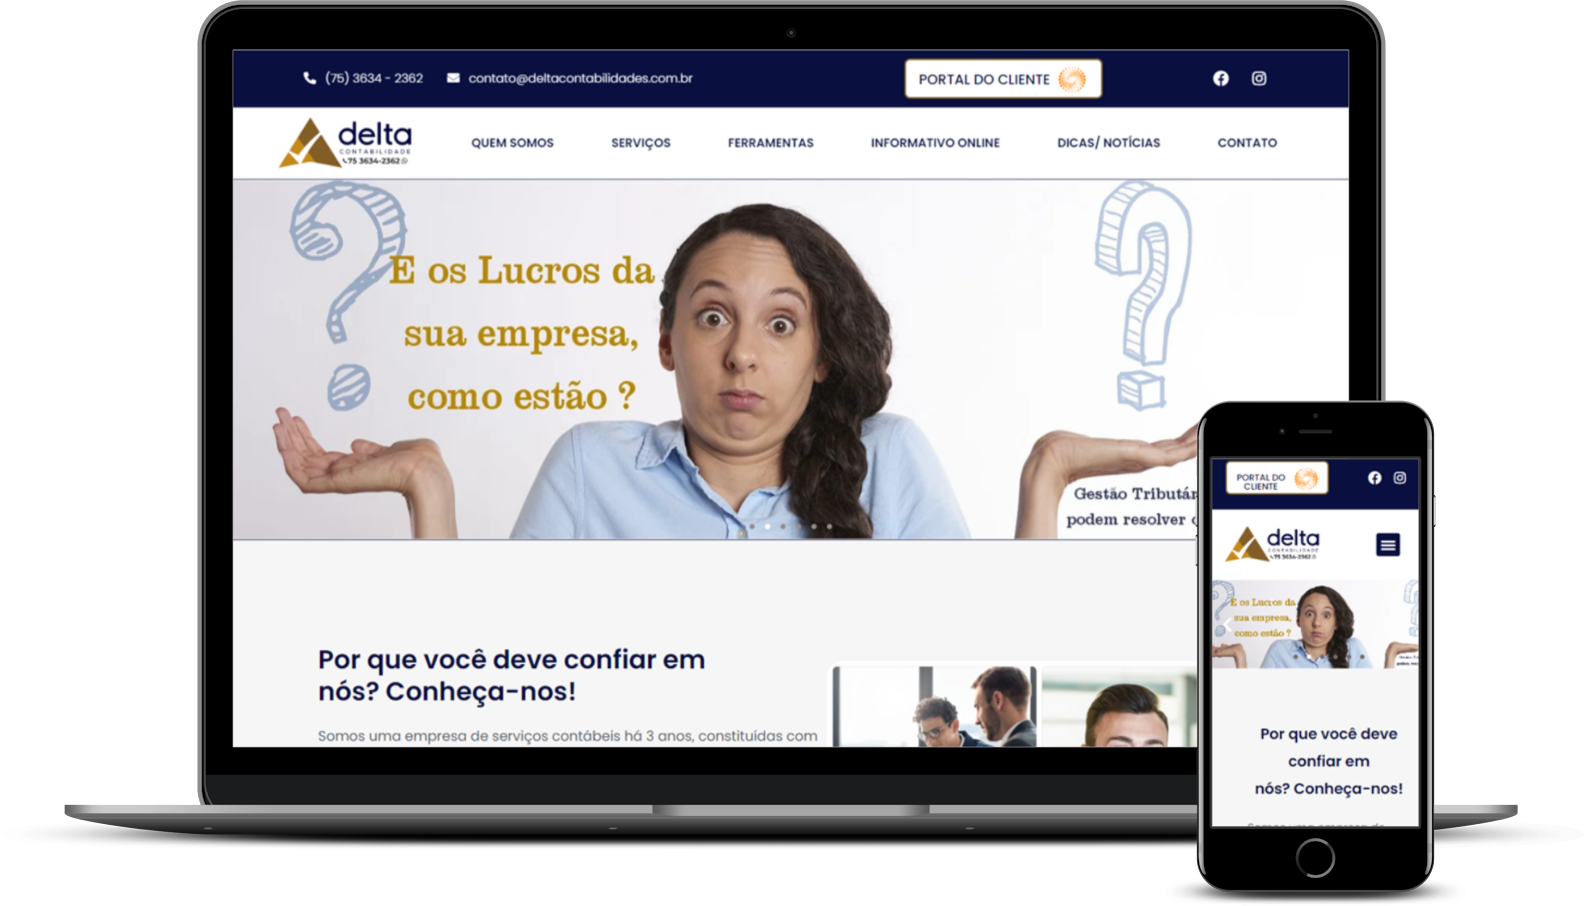 (75) 3634 - 2362
contato@deltacontabilidades.com.br
PORTAL DO CLIENTE
delta
CONTABILIDADE
75 3634-2362
QUEM SOMOS
SERVIÇOS
FERRAMENTAS
INFORMATIVO ONLINE
DICAS/ NOTÍCIAS
CONTATO
E os Lucros da
sua empresa,
como estão ?
Gestão Tributár
podem resolver
Por que você deve confiar em
nós? Conheça-nos!
Somos uma empresa de serviços contábeis há 3 anos, constituídas com
PORTAL DO
CLIENTE
delta
CONTABILIDADE
75 3634-2362
E os Lucros da
sua empresa,
como estão ?
Por que você deve
confiar em
nós? Conheça-nos!